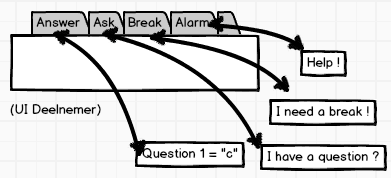 Answer Ask Break Alarm
Help !
(UI Deelnemer)
I need a break !
Question 1 = "c"
I have a question ?